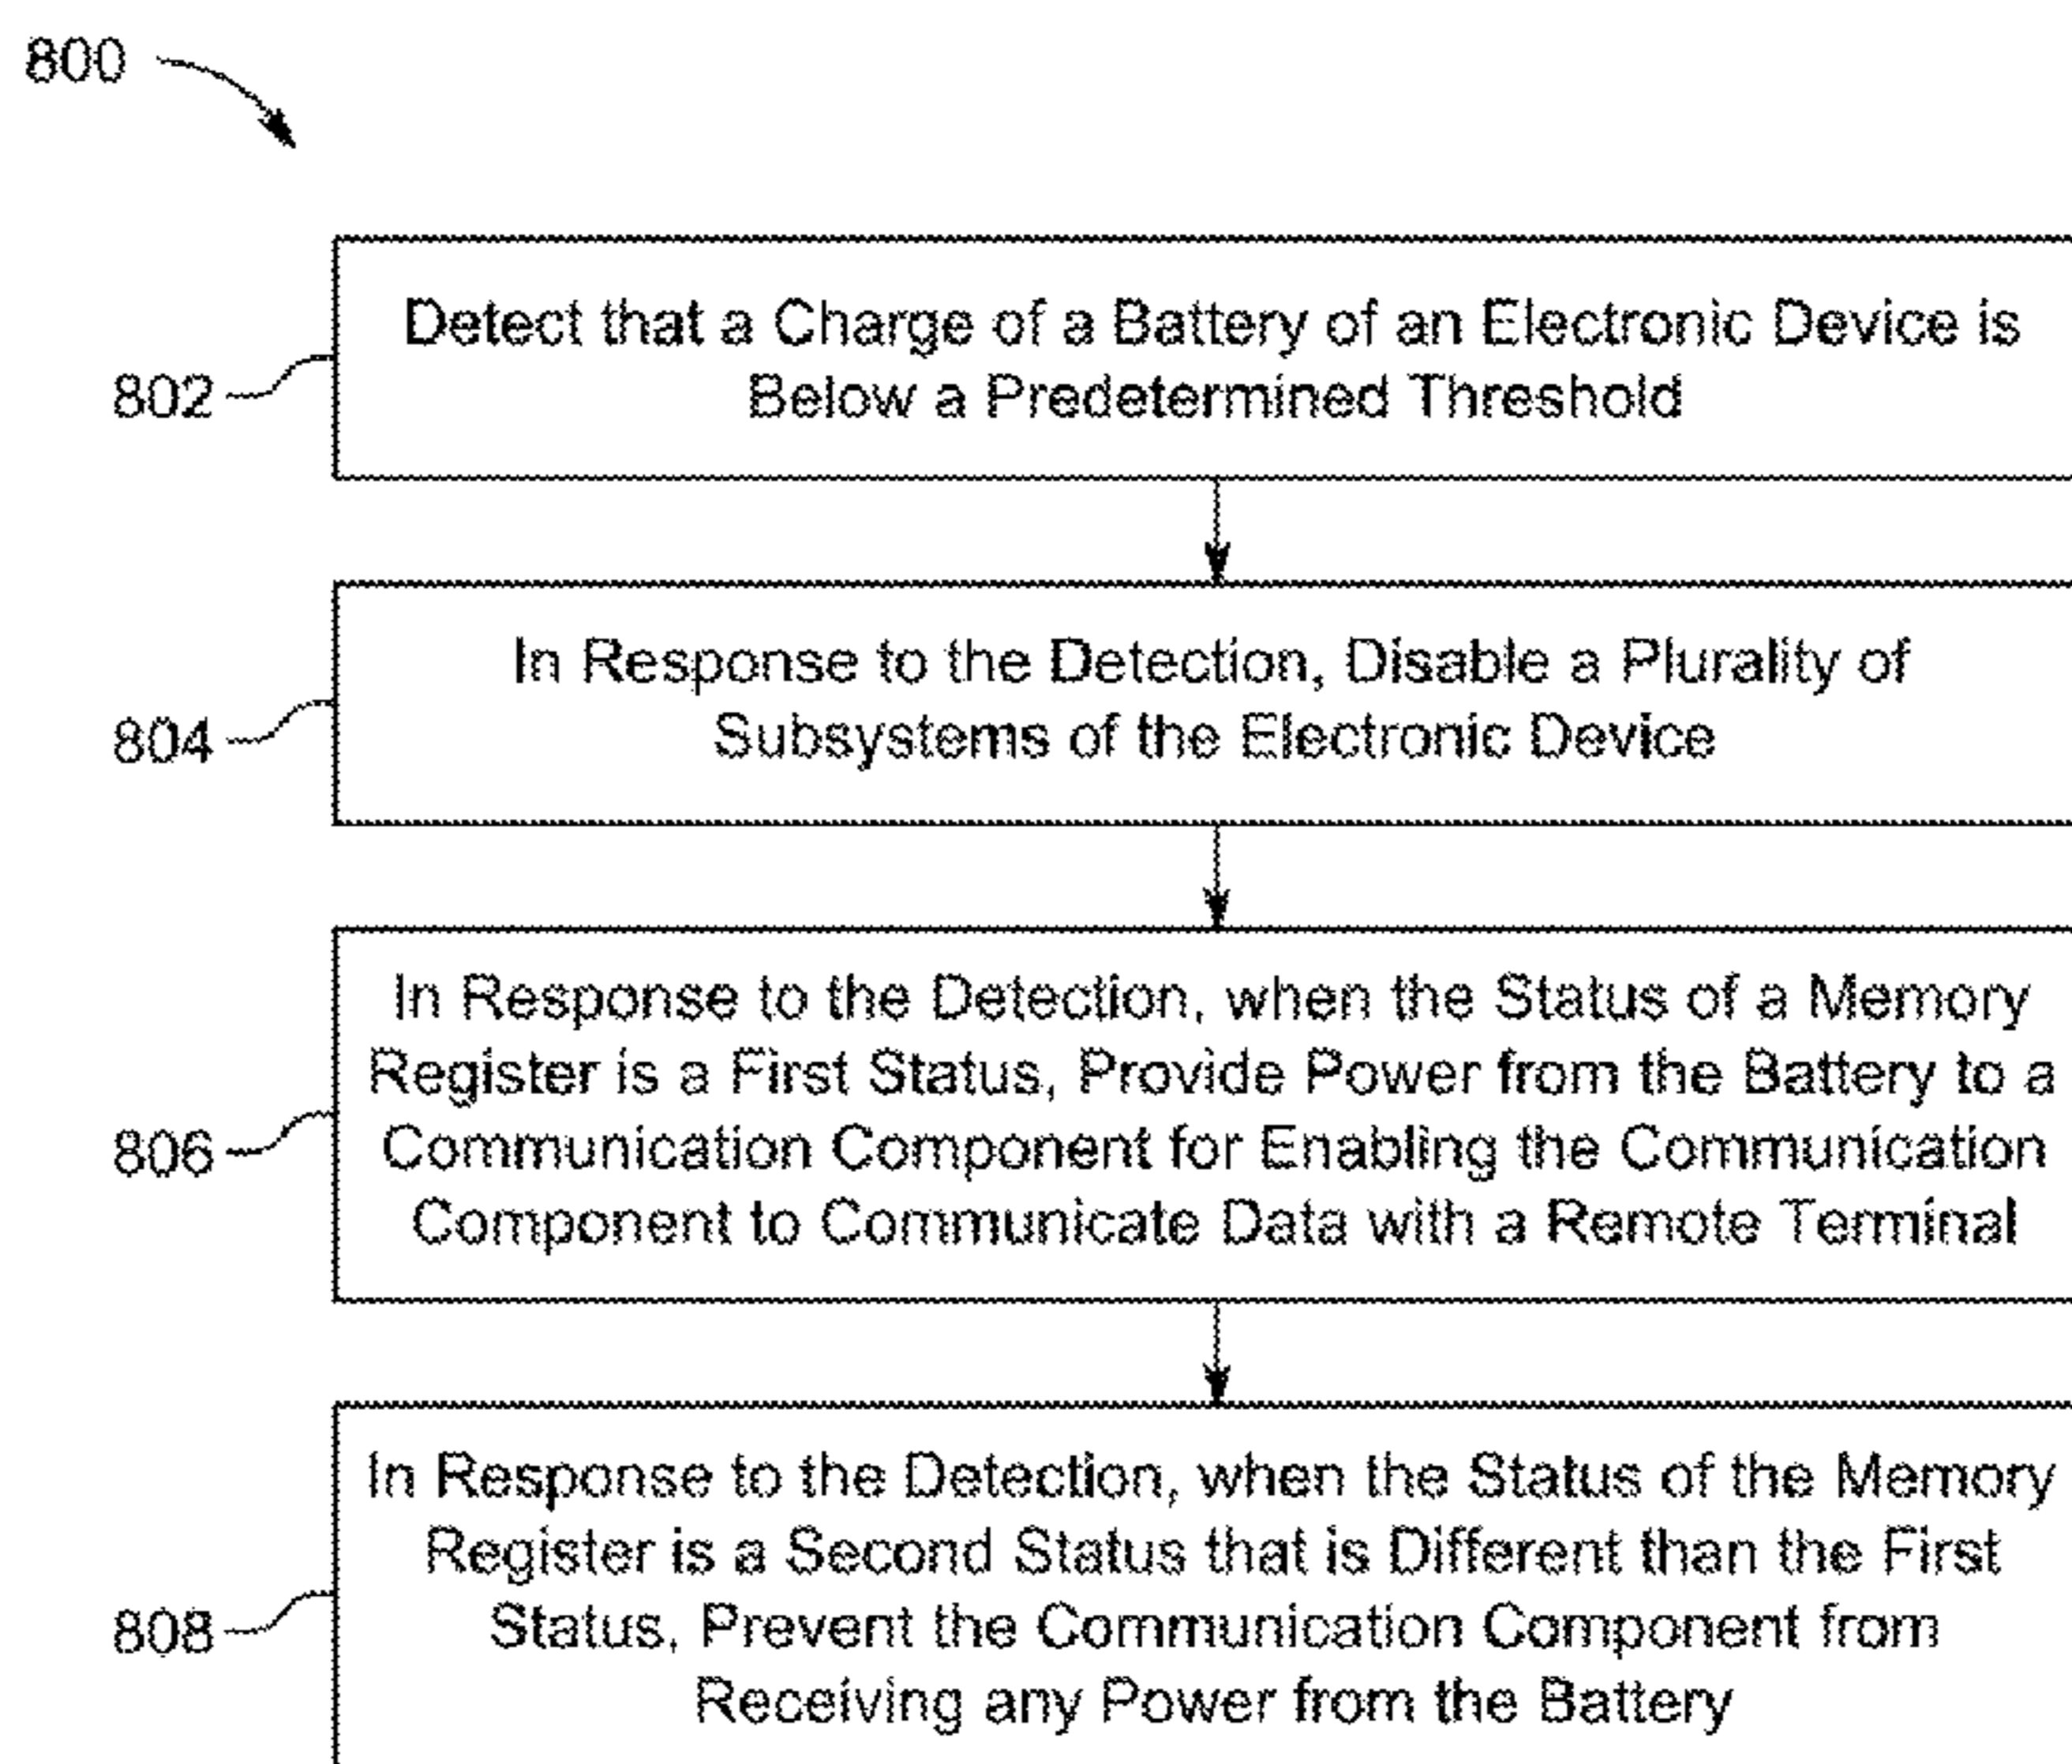 800
Detect that a Charge of a Battery of an Electronic Device is
Below a Predetermined Threshold
802
In Response to the Detection, Disable a Plurality of
Subsystems of the Electronic Device
804
In Response to the Detection, when the Status of a Memory
Register is a First Status, Provide Power from the Battery to a
Communication Component for Enabling the Communication
Component to Communicate Data with a Remote Terminal
806
In Response to the Detection, when the Status of the Memory
Register is a Second Status that is Different than the First
Status, Prevent the Communication Component from
Receiving any Power from the Battery
808